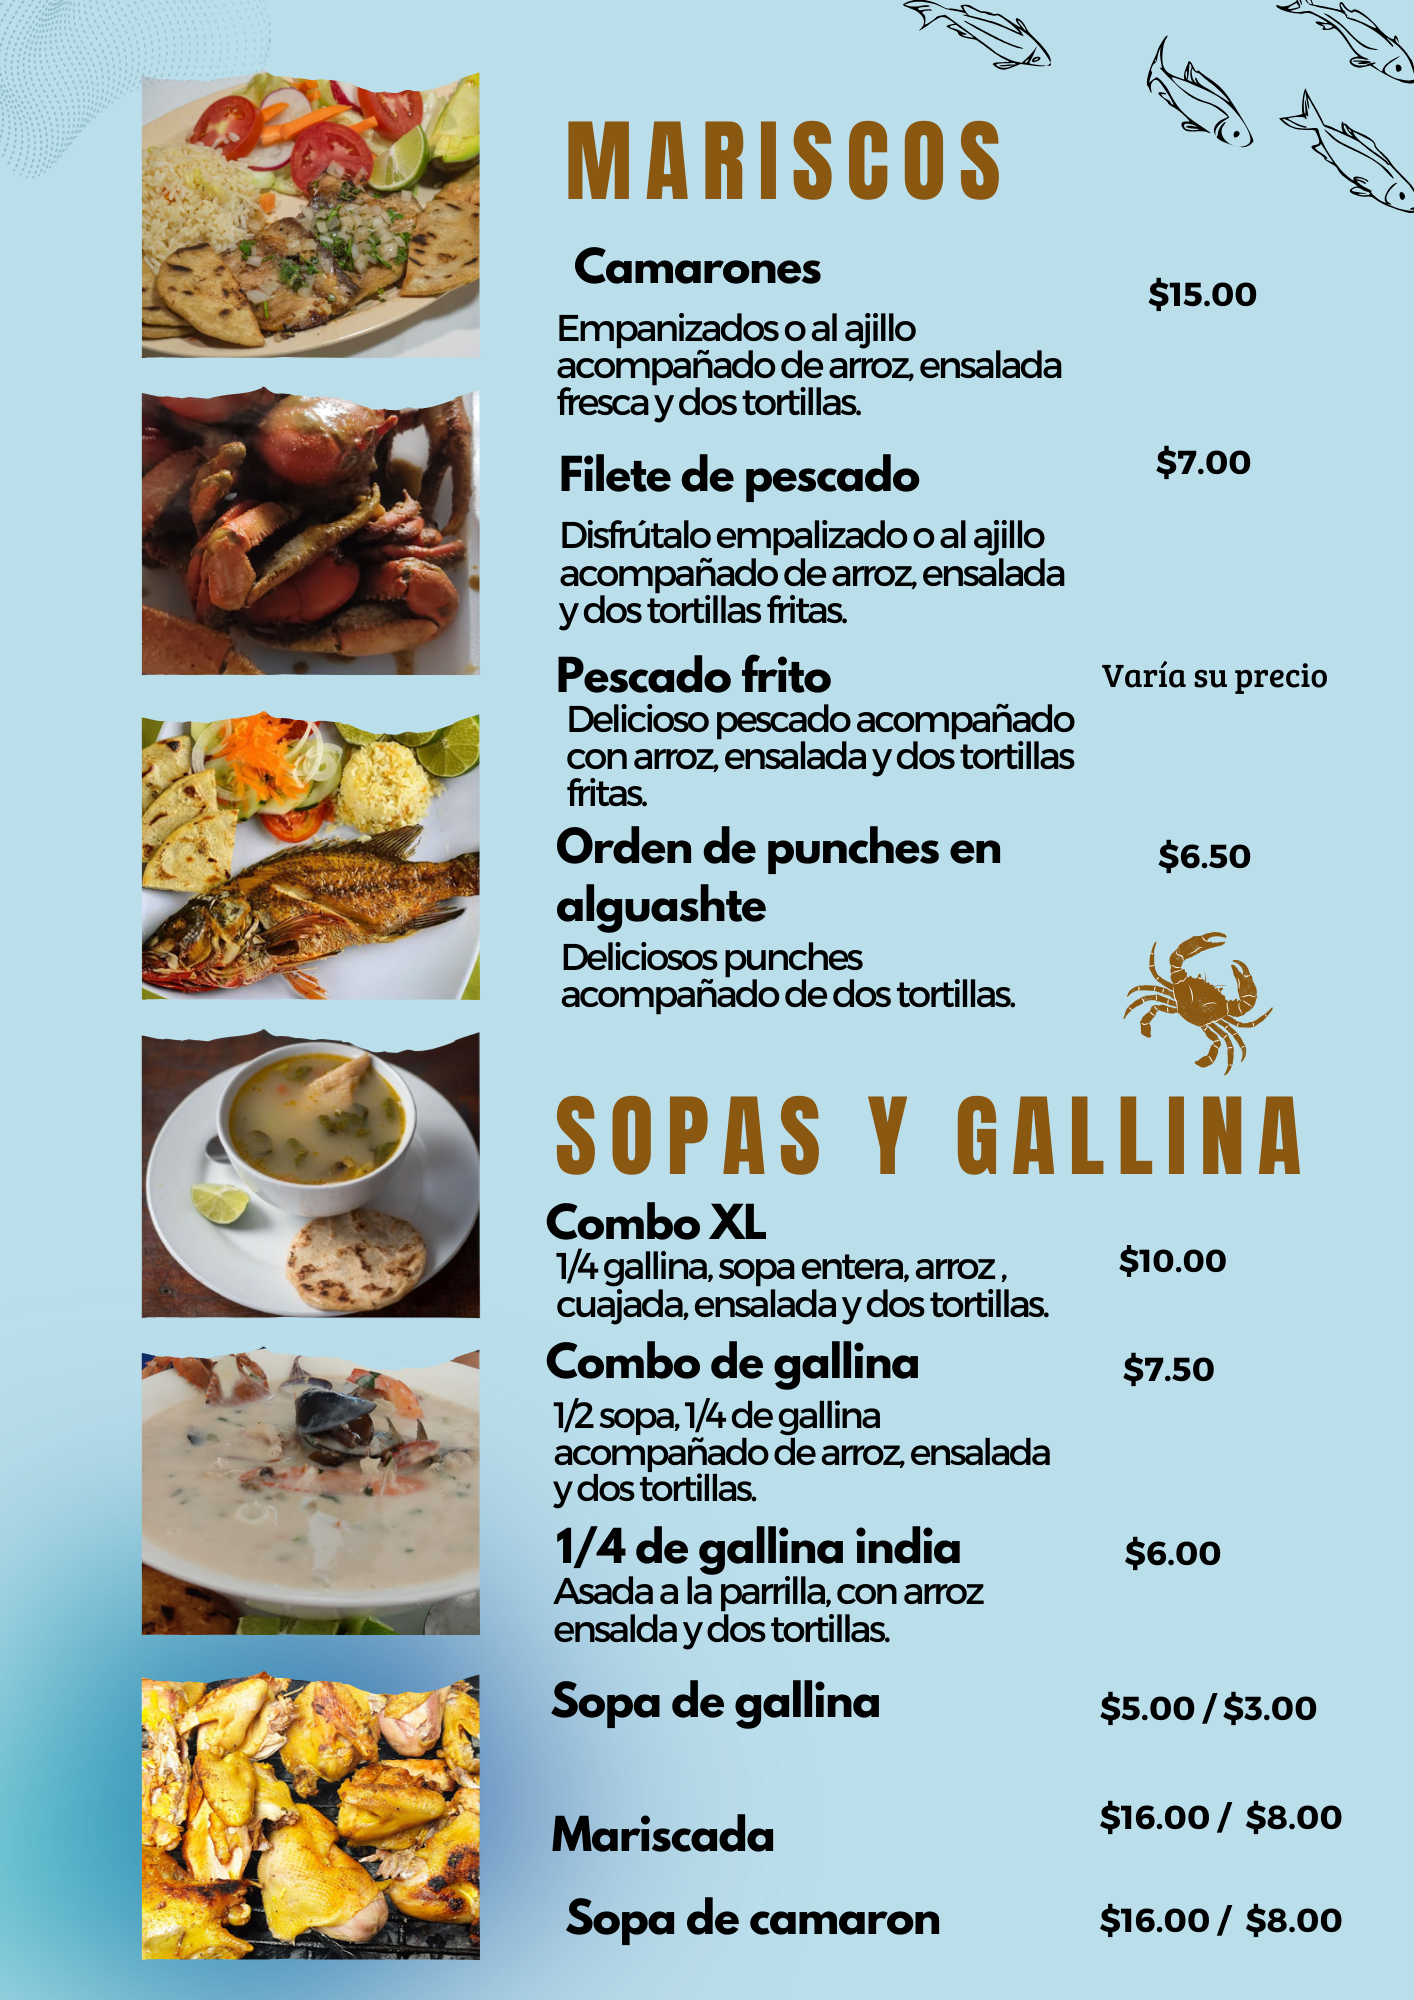 MARISCOS
Camarones
$15.00
Empanizados o al ajillo
acompañado de arroz, ensalada
fresca y dos tortillas.
Filete de pescado
$7.00
Disfrútalo empalizado o al ajillo
acompañado de arroz, ensalada
y dos tortillas fritas.
Pescado frito
Varía su precio
Delicioso pescado acompañado
con arroz, ensalada y dos tortillas
fritas.
Orden de punches en
alguashte
$6.50
Deliciosos punches
acompañado de dos tortillas.
SOPAS Y GALLINA
Combo XL
$10.00
1/4 gallina, sopa entera, arroz ,
cuajada, ensalada y dos tortillas.
Combo de gallina
$7.50
1/2 sopa, 1/4 de gallina
acompañado de arroz, ensalada
y dos tortillas.
1/4 de gallina india
$6.00
Asada a la parrilla, con arroz
ensalda y dos tortillas.
Sopa de gallina
$5.00 / $3.00
Mariscada
$16.00 / $8.00
Sopa de camaron
$16.00 / $8.00